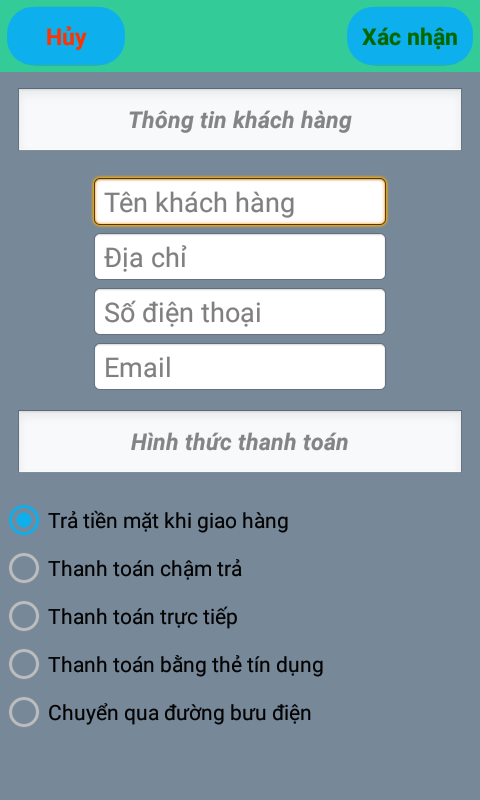 Hủy
Xác nhận
Thông tin khách hàng
Tên khách hàng
Địa chỉ
Số điện thoại
Email
Hình thức thanh toán
Trả tiền mặt khi giao hàng
Thanh toán chậm trả
Thanh toán trực tiếp
Thanh toán bằng thẻ tín dụng
Chuyển qua đường bưu điện